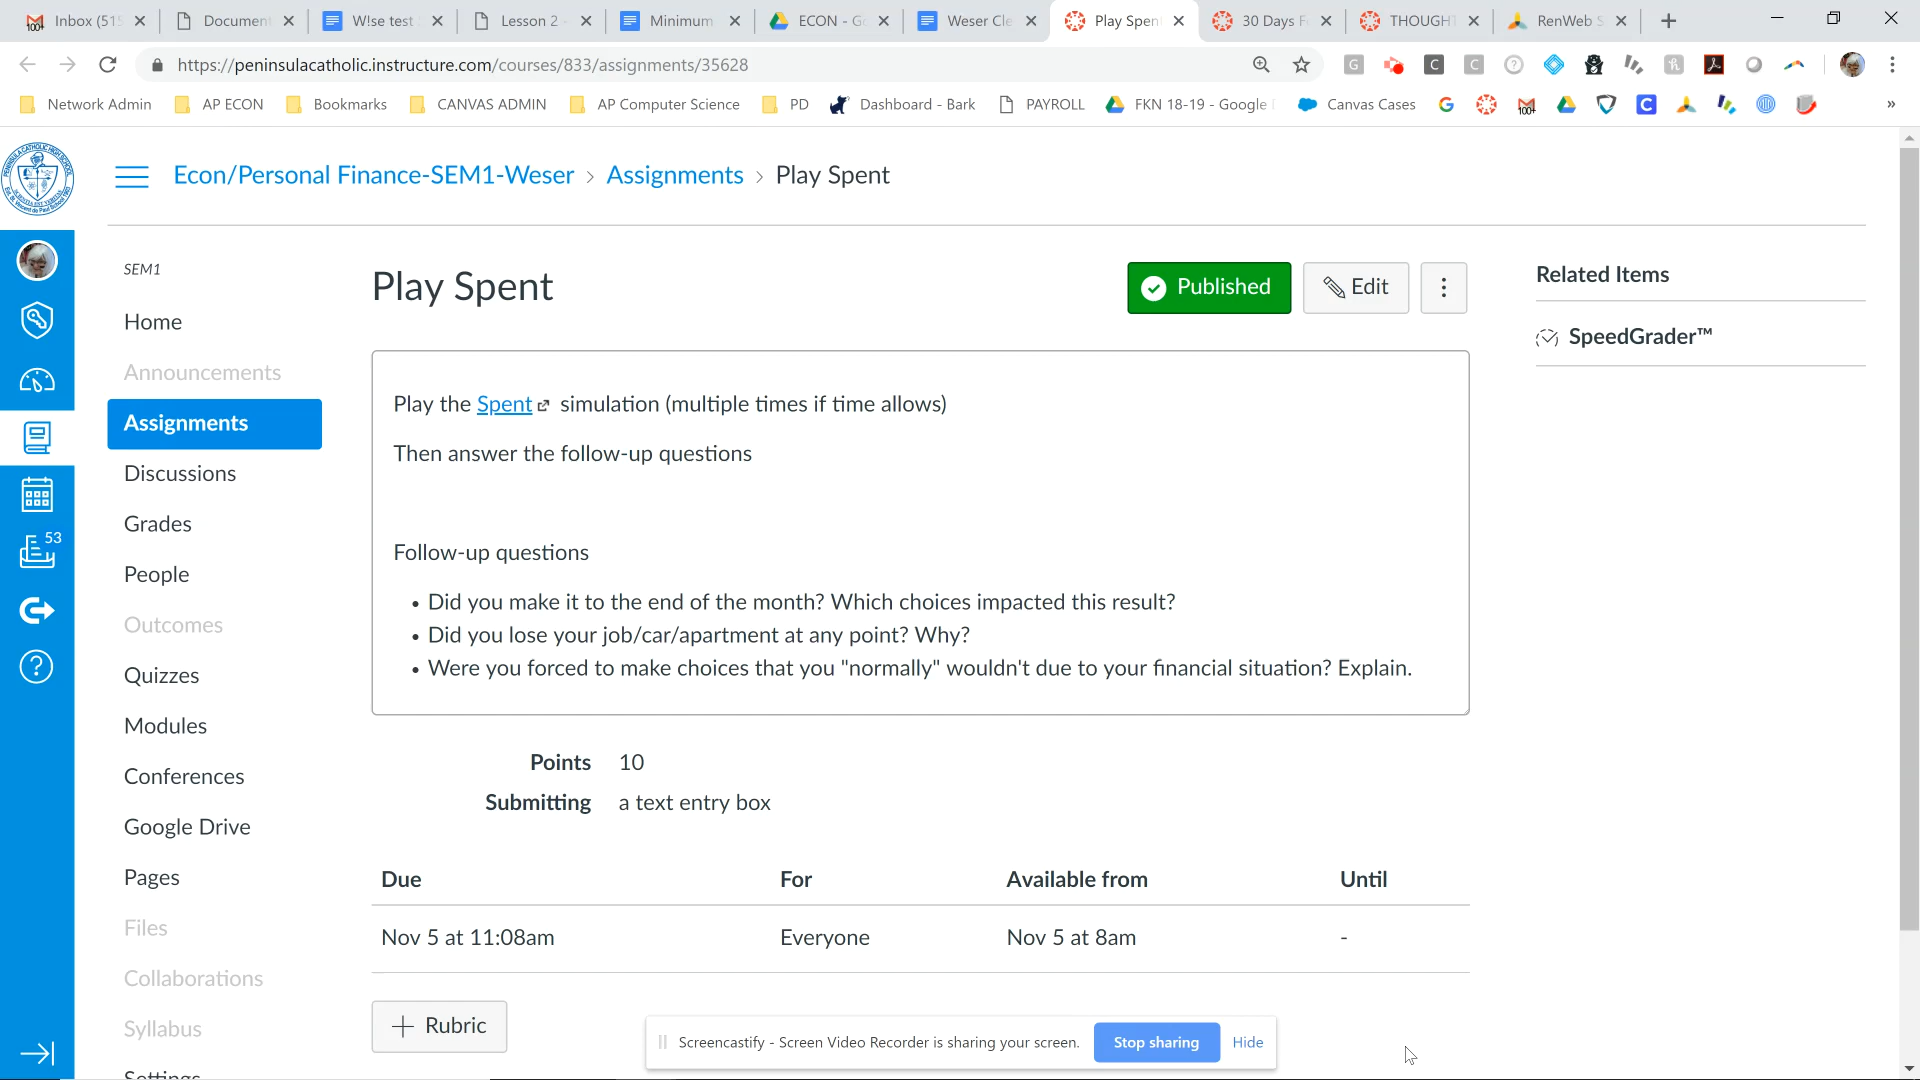 Inbox (515
Document
W!se test
Lesson 2 -
Minimum
ECON - Go
Weser Cle
Play Spen
30 Days F
THOUGHT
RenWeb S
https://peninsulacatholic.instructure.com/courses/833/assignments/35628
Network Admin
AP ECON
Bookmarks
CANVAS ADMIN
AP Computer Science
PD
Dashboard - Bark
PAYROLL
FKN 18-19 - Google
Canvas Cases
»
Econ/Personal Finance-SEM1-Weser > Assignments > Play Spent
SEM1
Home
Announcements
Assignments
Discussions
Grades
People
Outcomes
Quizzes
Modules
Conferences
Google Drive
Pages
Files
Collaborations
Syllabus
Settings
53
Play Spent
Published
Edit
Related Items
SpeedGrader™
Play the Spent simulation (multiple times if time allows)
Then answer the follow-up questions
Follow-up questions
• Did you make it to the end of the month? Which choices impacted this result?
• Did you lose your job/car/apartment at any point? Why?
• Were you forced to make choices that you "normally" wouldn't due to your financial situation? Explain.
Points 10
Submitting a text entry box
Due For Available from Until
Nov 5 at 11:08am Everyone Nov 5 at 8am -
+ Rubric
Screencastify - Screen Video Recorder is sharing your screen.
Stop sharing
Hide